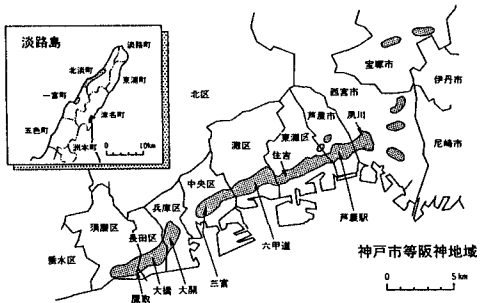 淡路島
淡路町
北淡町
東浦町
一宮町
津名町
五色町
洲本町
0 10km
宝塚市
伊丹市
西宮市
尼崎市
北区
芦屋市
夙川
東灘区
灘区
住吉
中央区
兵庫区
須磨区
長田区
垂水区
芦屋駅
六甲道
三宮
大開
大橋
鷹取
神戸市等阪神地域
0 5 km